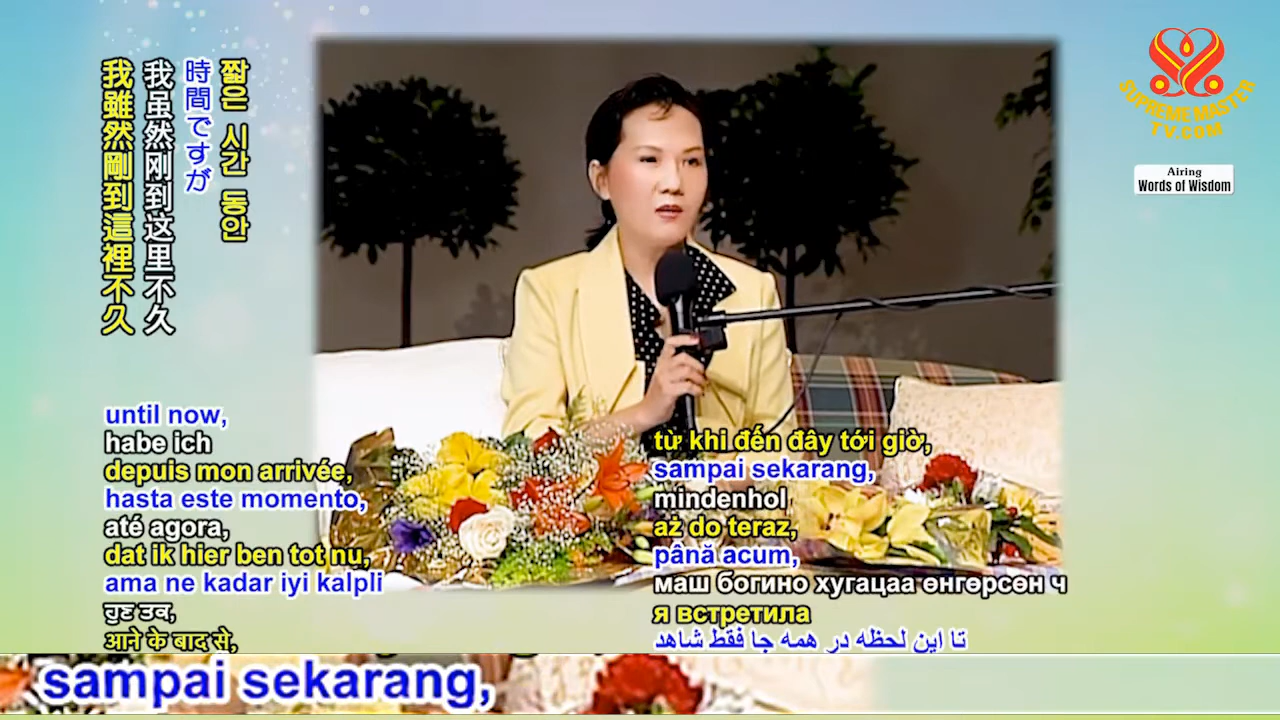 我雖然剛到這裡不久
我虽然刚到这里不久
時間ですが
짧은 시간 동안
SUPREME MASTER
TV.COM
Airing
Words of Wisdom
until now,
habe ich
depuis mon arrivée,
hasta este momento,
até agora,
dat ik hier ben tot nu,
ama ne kadar iyi kalpli
ਹੁਣ ਤਕ,
आने के बाद से,
từ khi đến đây tới giờ,
sampai sekarang,
mindenhol
aż do teraz,
până acum,
маш богино хугацаа өнгөрсөн ч
я встретила
تا این لحظه در همه جا فقط شاهد
sampai sekarang,